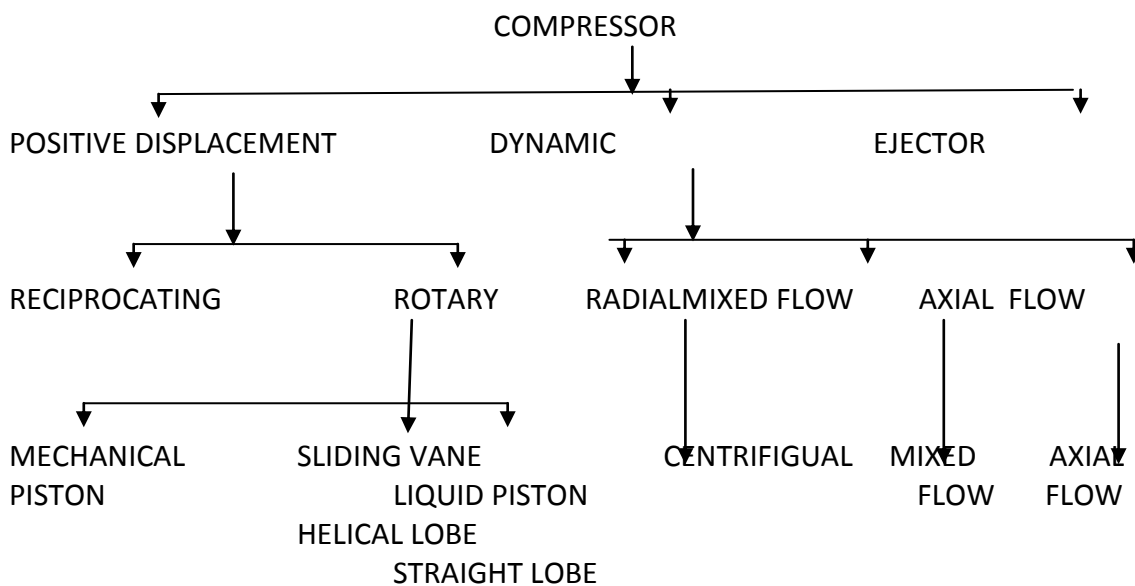 COMPRESSOR
POSITIVE DISPLACEMENT DYNAMIC EJECTOR
RECIPROCATING ROTARY RADIALMIXED FLOW AXIAL FLOW
MECHANICAL SLIDING VANE CENTRIFIGUAL MIXED AXIAL
PISTON LIQUID PISTON FLOW FLOW
HELICAL LOBE
STRAIGHT LOBE